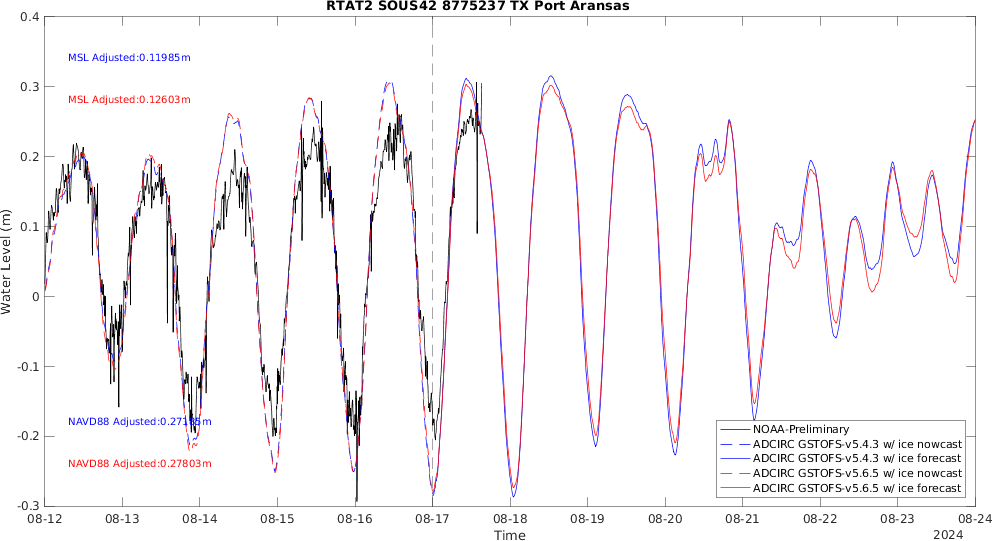 RTAT2 SOUS42 8775237 TX Port Aransas
0.4
0.3
0.2
0.1
0
-0.1
-0.2
-0.3
Water Level (m)
MSL Adjusted:0.11985m
MSL Adjusted:0.12603m
NAVD88 Adjusted:0.27185m
NAVD88 Adjusted:0.27803m
NOAA-Preliminary
ADCIRC GSTOFS-v5.4.3 w/ ice nowcast
ADCIRC GSTOFS-v5.4.3 w/ ice forecast
ADCIRC GSTOFS-v5.6.5 w/ ice nowcast
ADCIRC GSTOFS-v5.6.5 w/ ice forecast
08-12 08-13 08-14 08-15 08-16 08-17 08-18 08-19 08-20 08-21 08-22 08-23 08-24
Time
2024